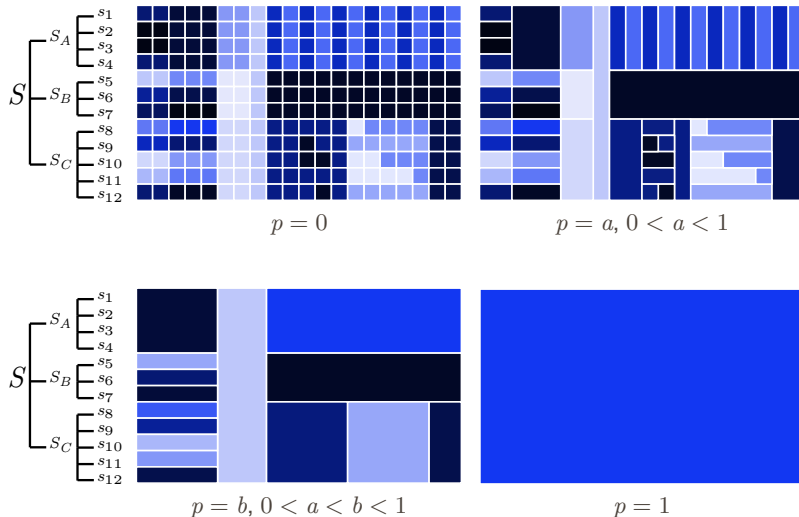 S
S_A
S_B
S_C
s1
s2
s3
s4
s5
s6
s7
s8
s9
s10
s11
s12
p = 0
p = a, 0 < a < 1
S
S_A
S_B
S_C
s1
s2
s3
s4
s5
s6
s7
s8
s9
s10
s11
s12
p = b, 0 < a < b < 1
p = 1